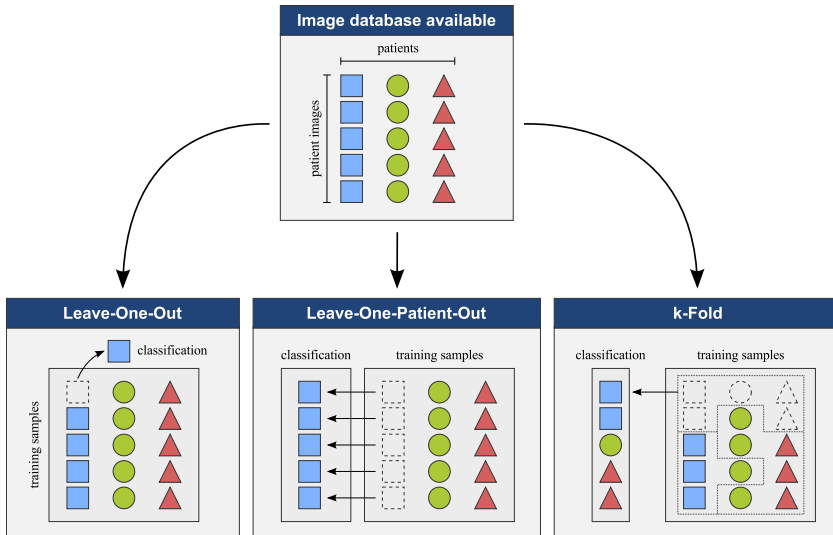 Image database available
patients
patient images
Leave-One-Out
classification
training samples
Leave-One-Patient-Out
classification
training samples
k-Fold
classification
training samples